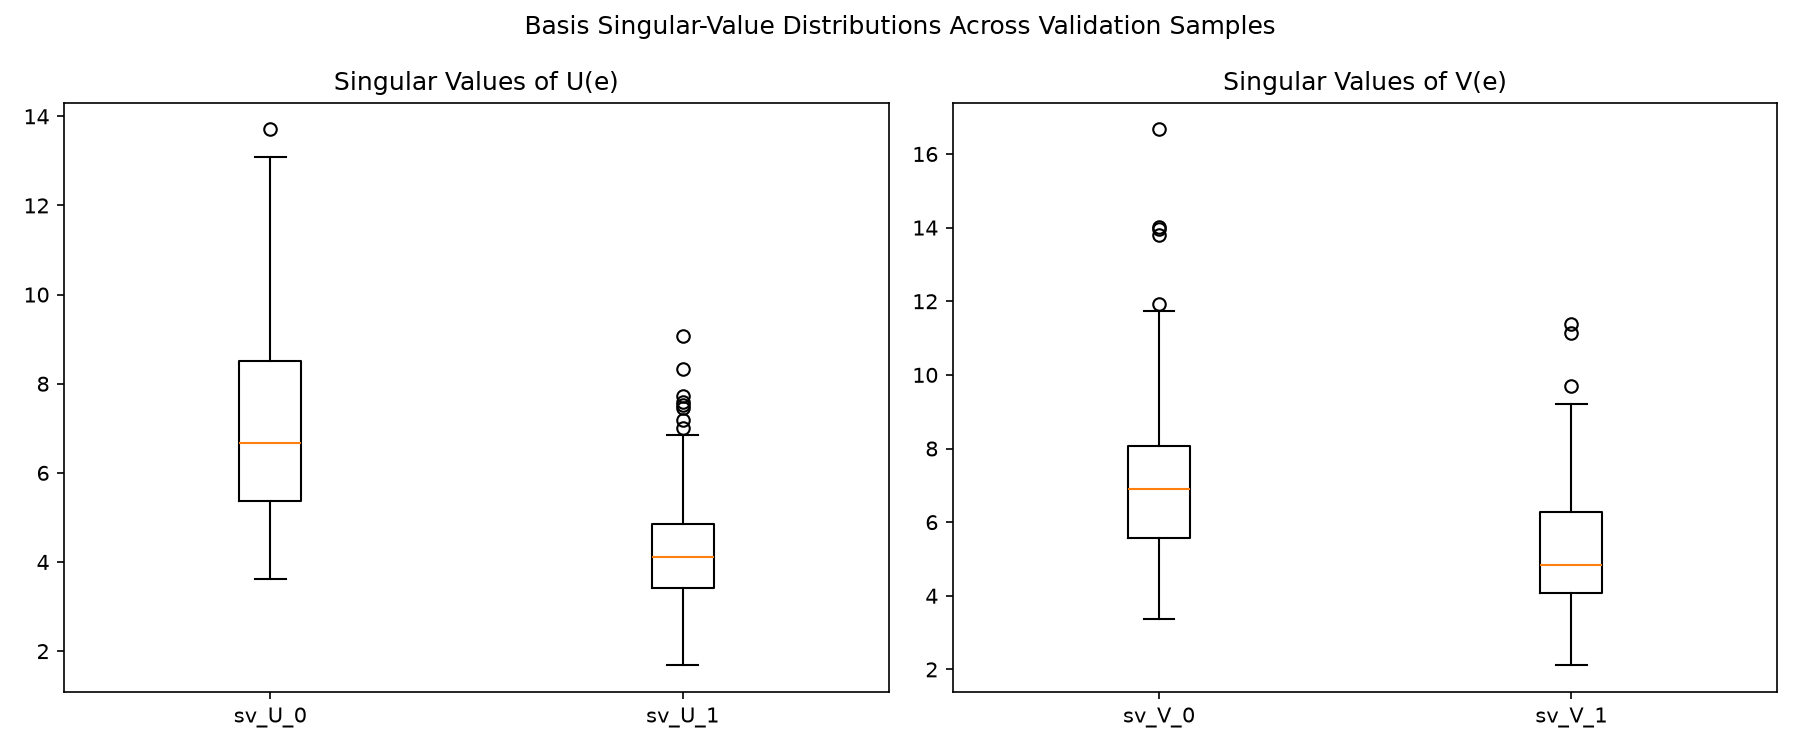 Basis Singular-Value Distributions Across Validation Samples
Singular Values of U(e)
14
12
10
8
6
4
2
sv_U_0
sv_U_1
Singular Values of V(e)
16
14
12
10
8
6
4
2
sv_V_0
sv_V_1